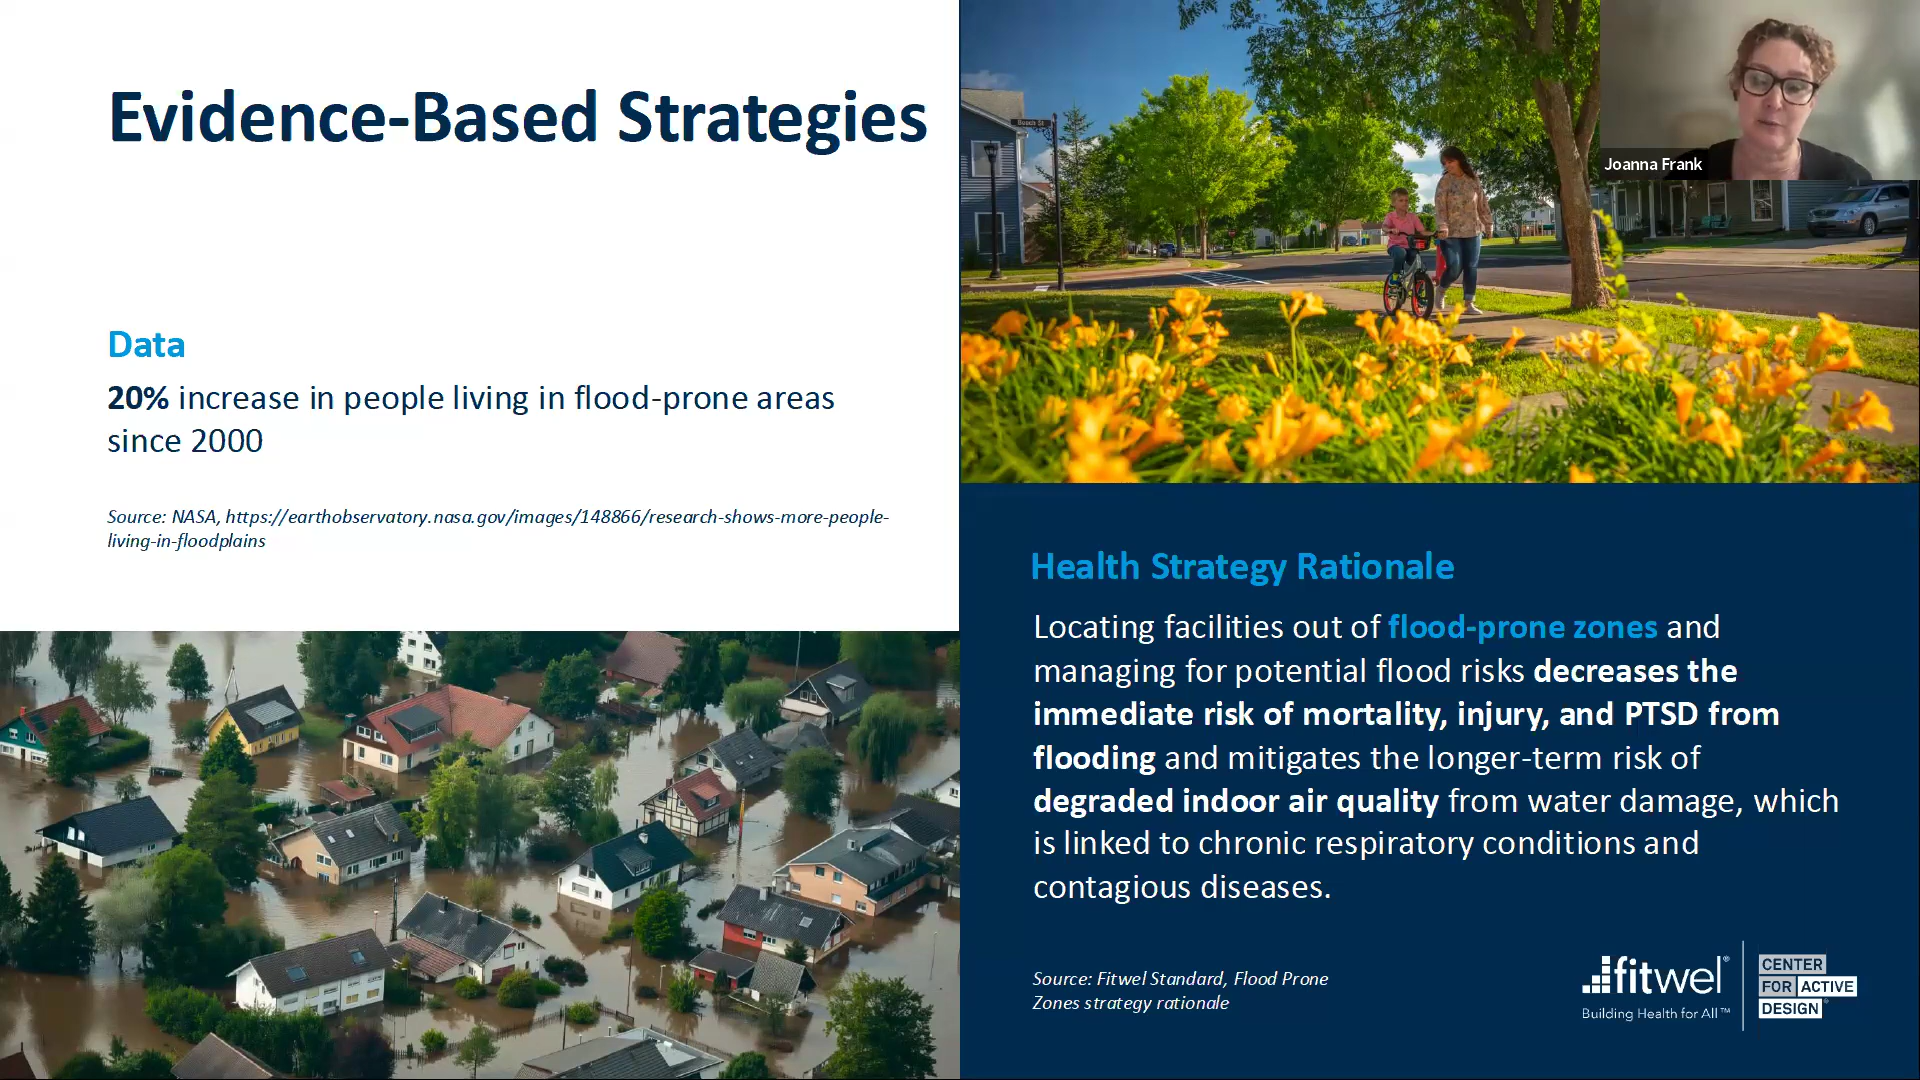 Evidence-Based Strategies
Data
20% increase in people living in flood-prone areas
since 2000
Source: NASA, https://earthobservatory.nasa.gov/images/148866/research-shows-more-people-
living-in-floodplains
Beech St
Joanna Frank
Health Strategy Rationale
Locating facilities out of flood-prone zones and
managing for potential flood risks decreases the
immediate risk of mortality, injury, and PTSD from
flooding and mitigates the longer-term risk of
degraded indoor air quality from water damage, which
is linked to chronic respiratory conditions and
contagious diseases.
Source: Fitwel Standard, Flood Prone
Zones strategy rationale
fitwel®
Building Health for All™
CENTER
FOR ACTIVE
DESIGN®